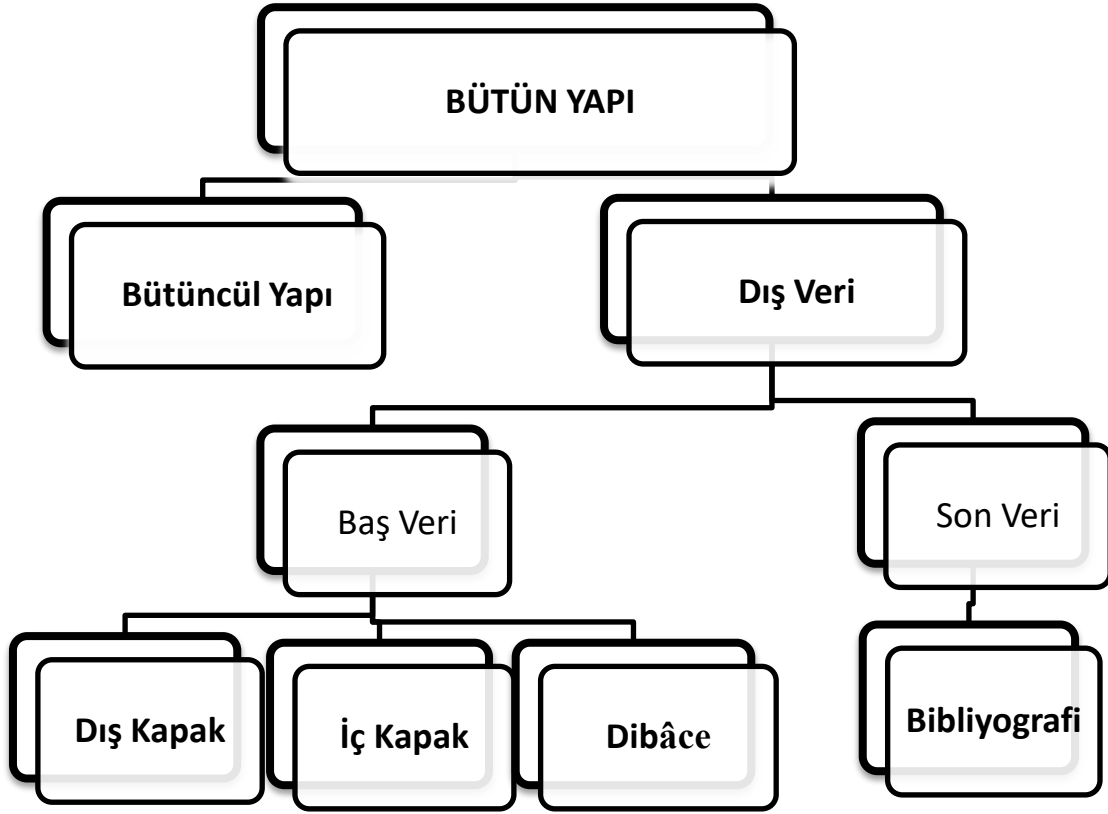 BÜTÜN YAPI
Bütüncül Yapı
Dış Veri
Baş Veri
Son Veri
Dış Kapak
İç Kapak
Dibâce
Bibliyografi